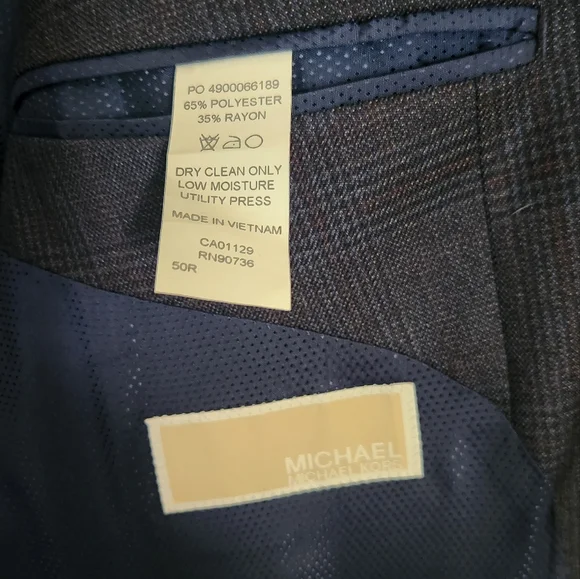 PO 4900066189
65% POLYESTER
35% RAYON
DRY CLEAN ONLY
LOW MOISTURE
UTILITY PRESS
MADE IN VIETNAM
CA01129
RN90736
50R
MICHAEL
MICHAEL KORS